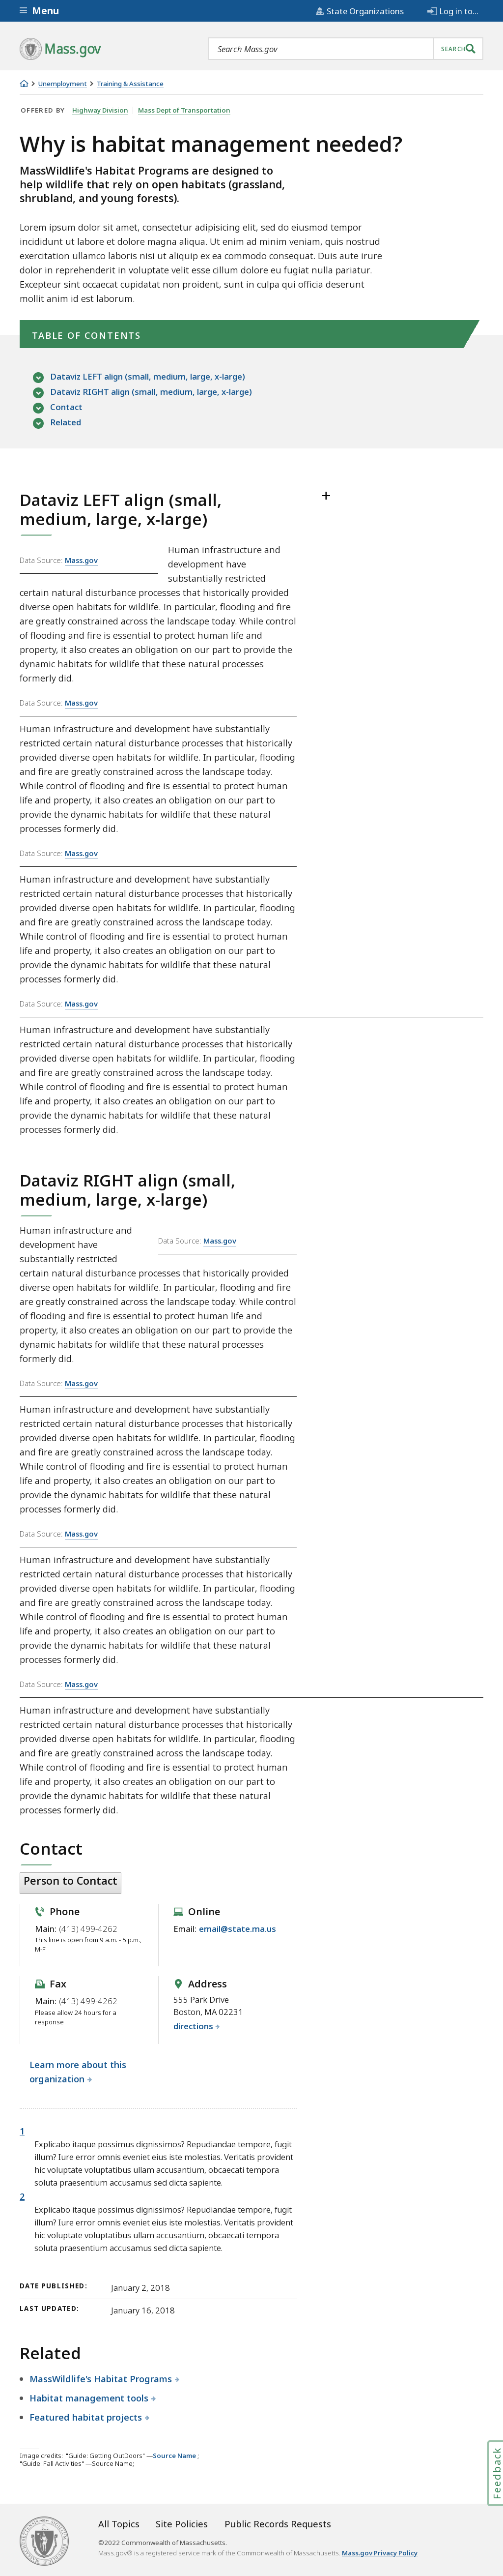 Menu
State Organizations
Log in to...
Mass.gov
Search Mass.gov
SEARCH
Unemployment
Training & Assistance
OFFERED BY Highway Division Mass Dept of Transportation
Why is habitat management needed?
MassWildlife's Habitat Programs are designed to
help wildlife that rely on open habitats (grassland,
shrubland, and young forests).
Lorem ipsum dolor sit amet, consectetur adipisicing elit, sed do eiusmod tempor
incididunt ut labore et dolore magna aliqua. Ut enim ad minim veniam, quis nostrud
exercitation ullamco laboris nisi ut aliquip ex ea commodo consequat. Duis aute irure
dolor in reprehenderit in voluptate velit esse cillum dolore eu fugiat nulla pariatur.
Excepteur sint occaecat cupidatat non proident, sunt in culpa qui officia deserunt
mollit anim id est laborum.
TABLE OF CONTENTS
Dataviz LEFT align (small, medium, large, x-large)
Dataviz RIGHT align (small, medium, large, x-large)
Contact
Related
Dataviz LEFT align (small,
medium, large, x-large)
+
Data Source: Mass.gov
Human infrastructure and
development have
substantially restricted
certain natural disturbance processes that historically provided
diverse open habitats for wildlife. In particular, flooding and fire
are greatly constrained across the landscape today. While control
of flooding and fire is essential to protect human life and
property, it also creates an obligation on our part to provide the
dynamic habitats for wildlife that these natural processes
formerly did.
Data Source: Mass.gov
Human infrastructure and development have substantially
restricted certain natural disturbance processes that historically
provided diverse open habitats for wildlife. In particular, flooding
and fire are greatly constrained across the landscape today.
While control of flooding and fire is essential to protect human
life and property, it also creates an obligation on our part to
provide the dynamic habitats for wildlife that these natural
processes formerly did.
Data Source: Mass.gov
Human infrastructure and development have substantially
restricted certain natural disturbance processes that historically
provided diverse open habitats for wildlife. In particular, flooding
and fire are greatly constrained across the landscape today.
While control of flooding and fire is essential to protect human
life and property, it also creates an obligation on our part to
provide the dynamic habitats for wildlife that these natural
processes formerly did.
Data Source: Mass.gov
Human infrastructure and development have substantially
restricted certain natural disturbance processes that historically
provided diverse open habitats for wildlife. In particular, flooding
and fire are greatly constrained across the landscape today.
While control of flooding and fire is essential to protect human
life and property, it also creates an obligation on our part to
provide the dynamic habitats for wildlife that these natural
processes formerly did.
Dataviz RIGHT align (small,
medium, large, x-large)
Human infrastructure and
development have
substantially restricted
Data Source: Mass.gov
certain natural disturbance processes that historically provided
diverse open habitats for wildlife. In particular, flooding and fire
are greatly constrained across the landscape today. While control
of flooding and fire is essential to protect human life and
property, it also creates an obligation on our part to provide the
dynamic habitats for wildlife that these natural processes
formerly did.
Data Source: Mass.gov
Human infrastructure and development have substantially
restricted certain natural disturbance processes that historically
provided diverse open habitats for wildlife. In particular, flooding
and fire are greatly constrained across the landscape today.
While control of flooding and fire is essential to protect human
life and property, it also creates an obligation on our part to
provide the dynamic habitats for wildlife that these natural
processes formerly did.
Data Source: Mass.gov
Human infrastructure and development have substantially
restricted certain natural disturbance processes that historically
provided diverse open habitats for wildlife. In particular, flooding
and fire are greatly constrained across the landscape today.
While control of flooding and fire is essential to protect human
life and property, it also creates an obligation on our part to
provide the dynamic habitats for wildlife that these natural
processes formerly did.
Data Source: Mass.gov
Human infrastructure and development have substantially
restricted certain natural disturbance processes that historically
provided diverse open habitats for wildlife. In particular, flooding
and fire are greatly constrained across the landscape today.
While control of flooding and fire is essential to protect human
life and property, it also creates an obligation on our part to
provide the dynamic habitats for wildlife that these natural
processes formerly did.
Contact
Person to Contact
Phone
Main: (413) 499-4262
This line is open from 9 a.m. - 5 p.m.,
M-F
Online
Email: email@state.ma.us
Fax
Main: (413) 499-4262
Please allow 24 hours for a
response
Address
555 Park Drive
Boston, MA 02231
directions
Learn more about this
organization
1
Explicabo itaque possimus dignissimos? Repudiandae tempore, fugit
illum? Iure error omnis eveniet eius iste molestias. Veritatis provident
hic voluptate voluptatibus ullam accusantium, obcaecati tempora
soluta praesentium accusamus sed dicta sapiente.
2
Explicabo itaque possimus dignissimos? Repudiandae tempore, fugit
illum? Iure error omnis eveniet eius iste molestias. Veritatis provident
hic voluptate voluptatibus ullam accusantium, obcaecati tempora
soluta praesentium accusamus sed dicta sapiente.
DATE PUBLISHED: January 2, 2018
LAST UPDATED: January 16, 2018
Related
MassWildlife's Habitat Programs
Habitat management tools
Featured habitat projects
Image credits: "Guide: Getting OutDoors" —Source Name ;
"Guide: Fall Activities" —Source Name;
Feedback
All Topics Site Policies Public Records Requests
©2022 Commonwealth of Massachusetts.
Mass.gov® is a registered service mark of the Commonwealth of Massachusetts. Mass.gov Privacy Policy